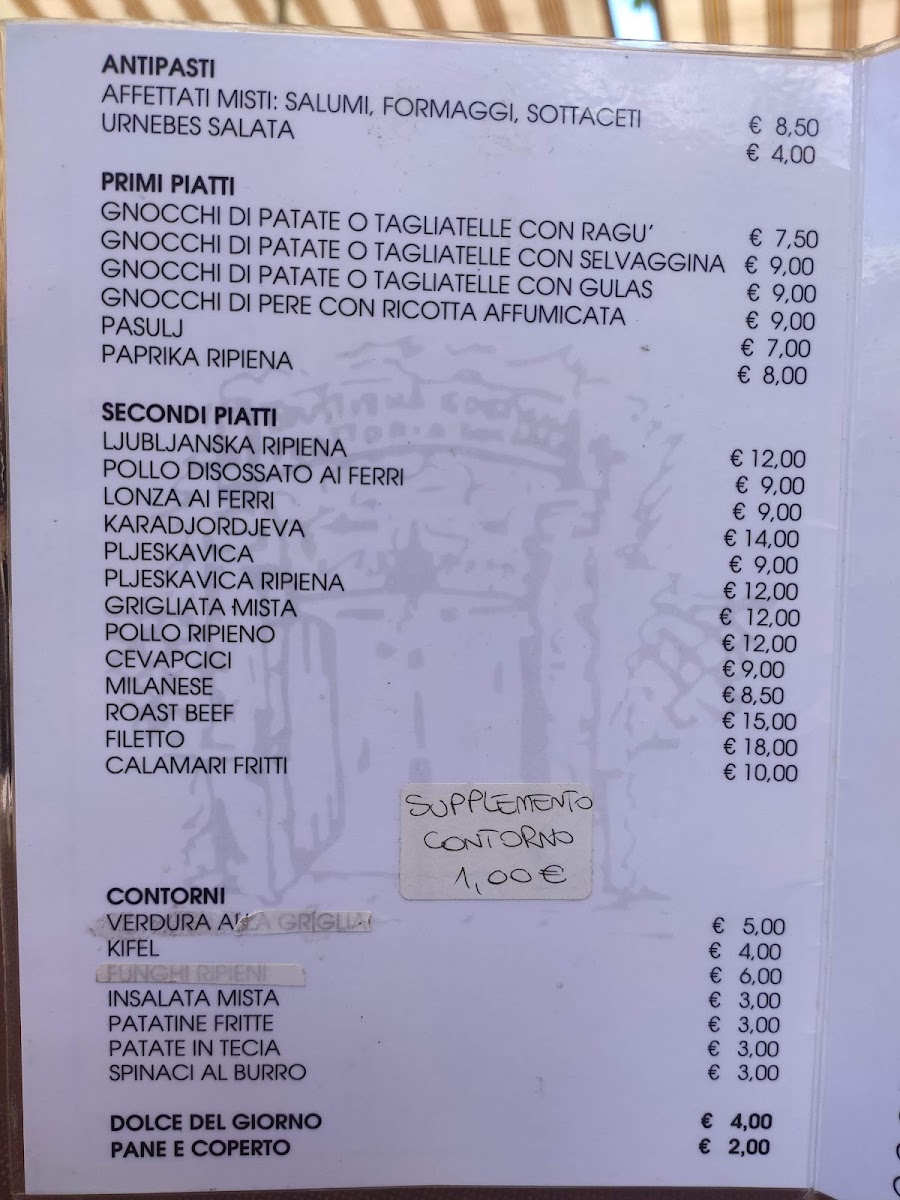 ANTIPASTI
AFFETTATI MISTI: SALUMI, FORMAGGI, SOTTACETI € 8,50
URNEBES SALATA € 4,00
PRIMI PIATTI
GNOCCHI DI PATATE O TAGLIATELLE CON RAGU' € 7,50
GNOCCHI DI PATATE O TAGLIATELLE CON SELVAGGINA € 9,00
GNOCCHI DI PATATE O TAGLIATELLE CON GULAS € 9,00
GNOCCHI DI PERE CON RICOTTA AFFUMICATA € 9,00
PASULJ € 7,00
PAPRIKA RIPIENA € 8,00
SECONDI PIATTI
LJUBLJANSKA RIPIENA € 12,00
POLLO DISOSSATO AI FERRI € 9,00
LONZA AI FERRI € 9,00
KARADJORDJEVA € 14,00
PLJESKAVICA € 9,00
PLJESKAVICA RIPIENA € 12,00
GRIGLIATA MISTA € 12,00
POLLO RIPIENO € 12,00
CEVAPCICI € 9,00
MILANESE € 8,50
ROAST BEEF € 15,00
FILETTO € 18,00
CALAMARI FRITTI € 10,00
SUPPLEMENTO
CONTORNO
1,00 €
CONTORNI
VERDURA ALLA GRIGLIA € 5,00
KIFEL € 4,00
FUNGHI RIPIENI € 6,00
INSALATA MISTA € 3,00
PATATINE FRITTE € 3,00
PATATE IN TECIA € 3,00
SPINACI AL BURRO € 3,00
DOLCE DEL GIORNO € 4,00
PANE E COPERTO € 2,00